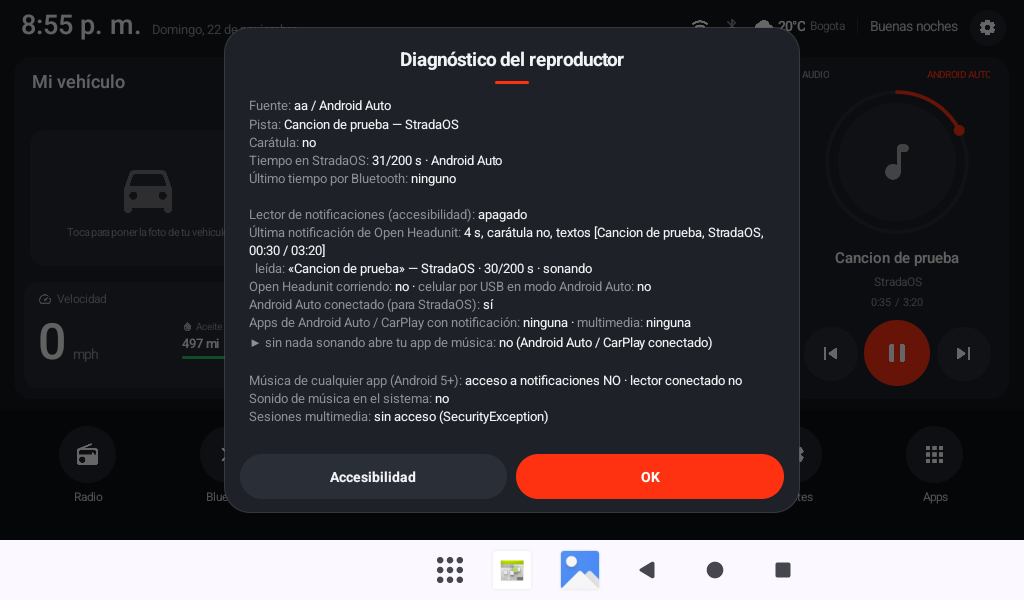 8:55 p. m.
Domingo, 22 de
20°C Bogota
Buenas noches
Diagnóstico del reproductor
Mi vehículo
AUDIO
ANDROID AUTO
Fuente: aa / Android Auto
Pista: Cancion de prueba — StradaOS
Carátula: no
Tiempo en StradaOS: 31/200 s · Android Auto
Último tiempo por Bluetooth: ninguno
Lector de notificaciones (accesibilidad): apagado
Última notificación de Open Headunit: 4 s, carátula no, textos [Cancion de prueba, StradaOS,
00:30 / 03:20]
leída: «Cancion de prueba» — StradaOS · 30/200 s · sonando
Open Headunit corriendo: no · celular por USB en modo Android Auto: no
Android Auto conectado (para StradaOS): sí
Apps de Android Auto / CarPlay con notificación: ninguna · multimedia: ninguna
► sin nada sonando abre tu app de música: no (Android Auto / CarPlay conectado)
Música de cualquier app (Android 5+): acceso a notificaciones NO · lector conectado no
Sonido de música en el sistema: no
Sesiones multimedia: sin acceso (SecurityException)
Accesibilidad
OK
Toca para poner la foto de tu
Velocidad
0 mph
Aceite
497 mi
Cancion de prueba
StradaOS
0:35 / 3:20
Radio
Apps